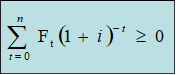 n
∑ Fₜ (1 + i)⁻ᵗ ≥ 0
t = 0